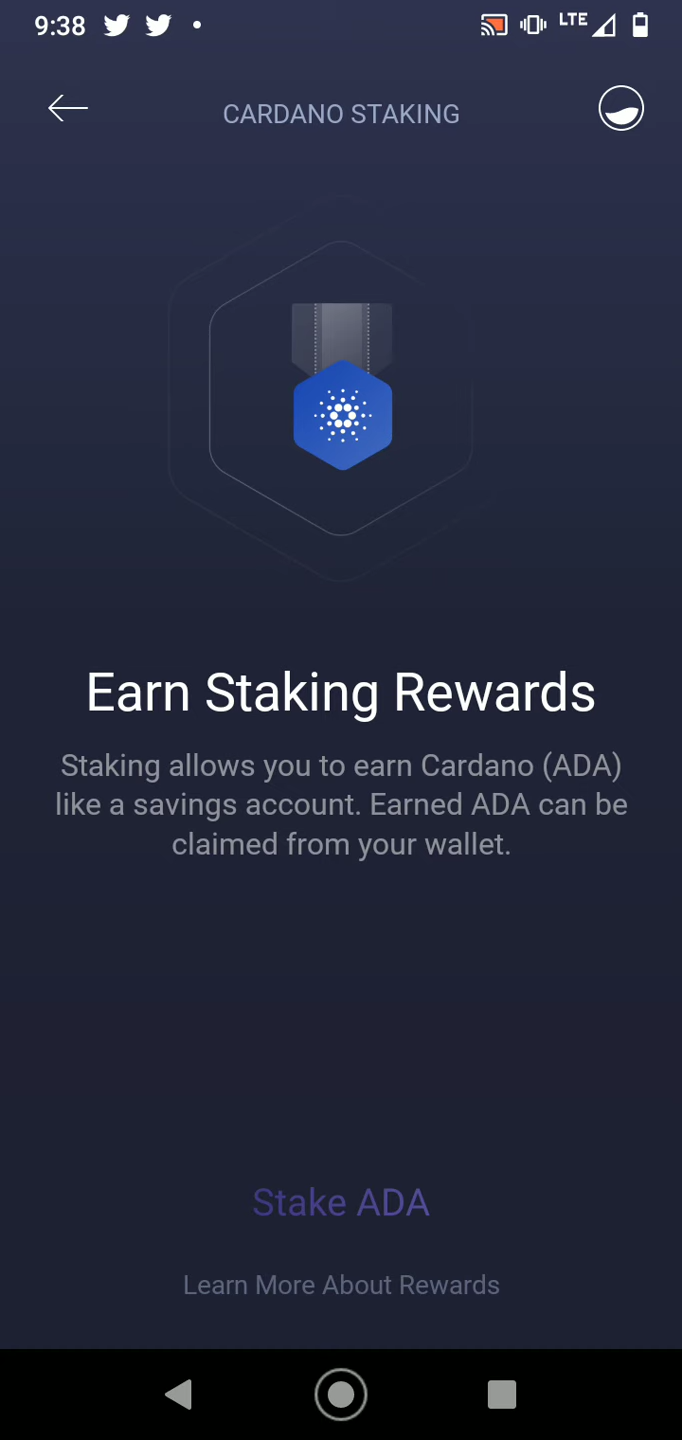 9:38
LTE
CARDANO STAKING
Earn Staking Rewards
Staking allows you to earn Cardano (ADA)
like a savings account. Earned ADA can be
claimed from your wallet.
Stake ADA
Learn More About Rewards